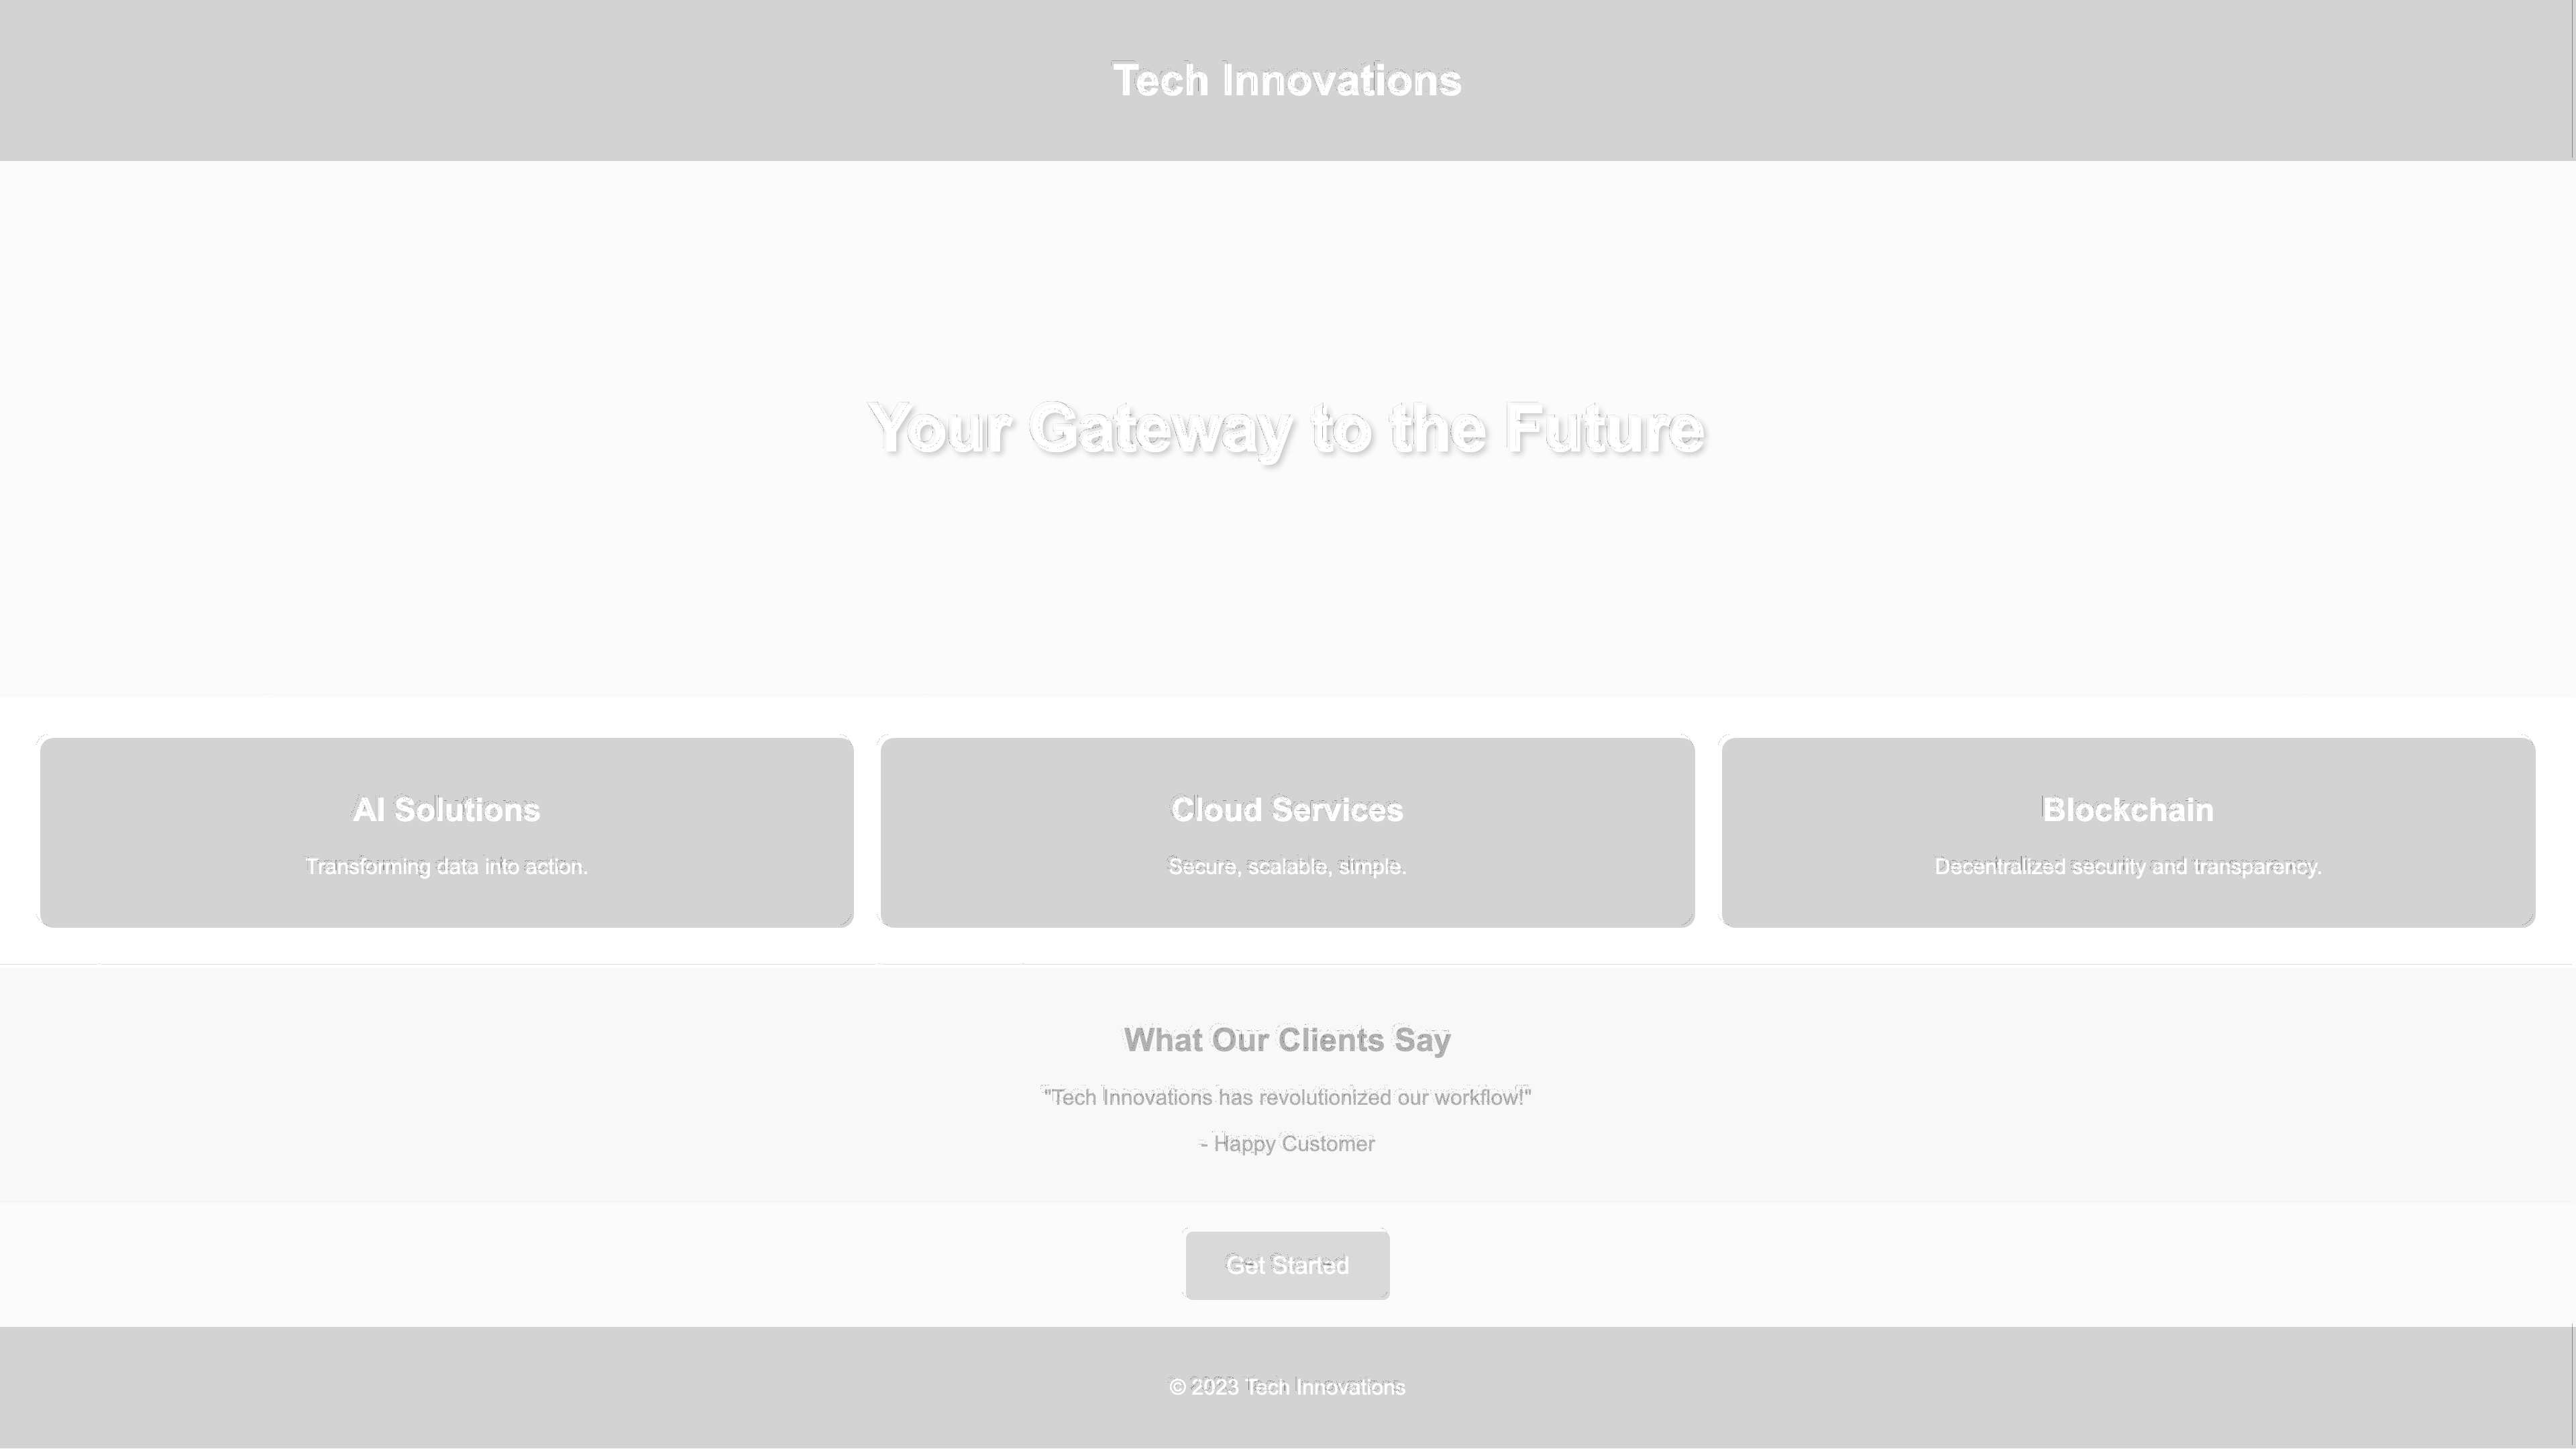 Tech Innovations
Your Gateway to the Future
AI Solutions
Transforming data into action.
Cloud Services
Secure, scalable, simple.
Blockchain
Decentralized security and transparency.
What Our Clients Say
"Tech Innovations has revolutionized our workflow!"
- Happy Customer
Get Started
© 2023 Tech Innovations